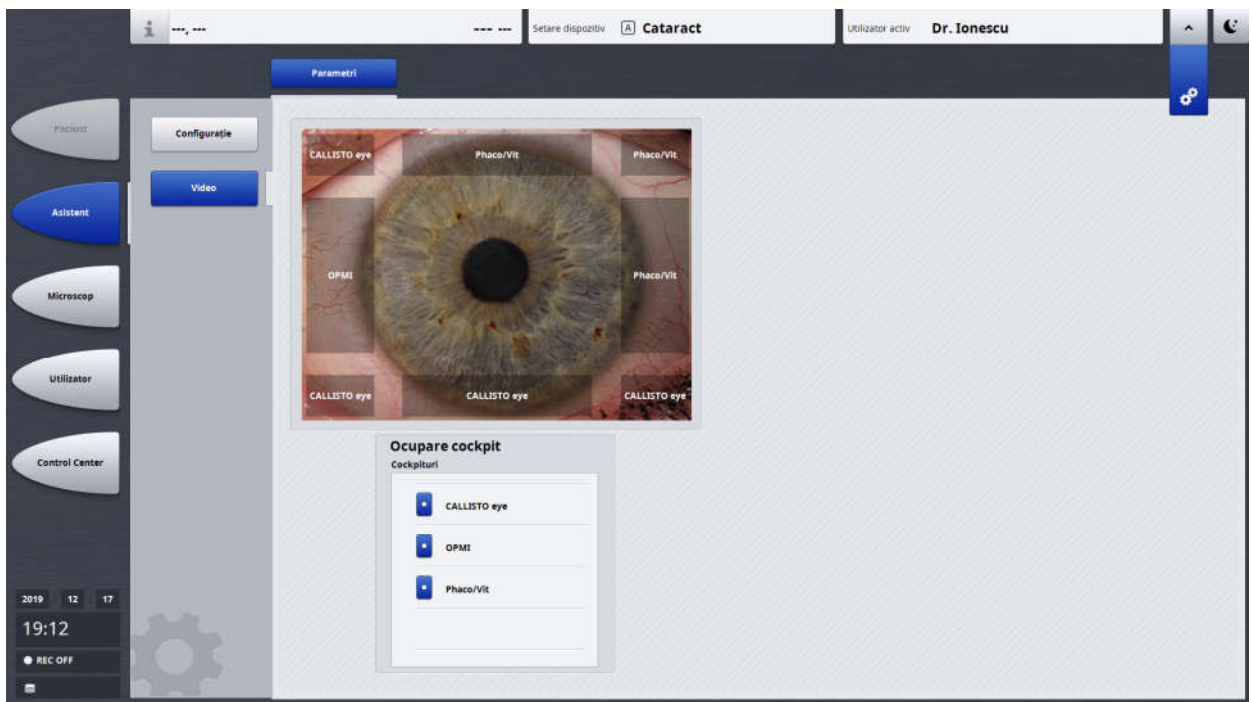 ---, ---
--- ---
Setare dispozitiv
A Cataract
Utilizator activ
Dr. Ionescu
Parametri
Pacient
Asistent
Microscop
Utilizator
Control Center
Configurație
Video
CALLISTO eye
Phaco/Vit
Phaco/Vit
OPMI
Phaco/Vit
CALLISTO eye
CALLISTO eye
CALLISTO eye
Ocupare cockpit
Cockpituri
CALLISTO eye
OPMI
Phaco/Vit
2019 12 17
19:12
REC OFF